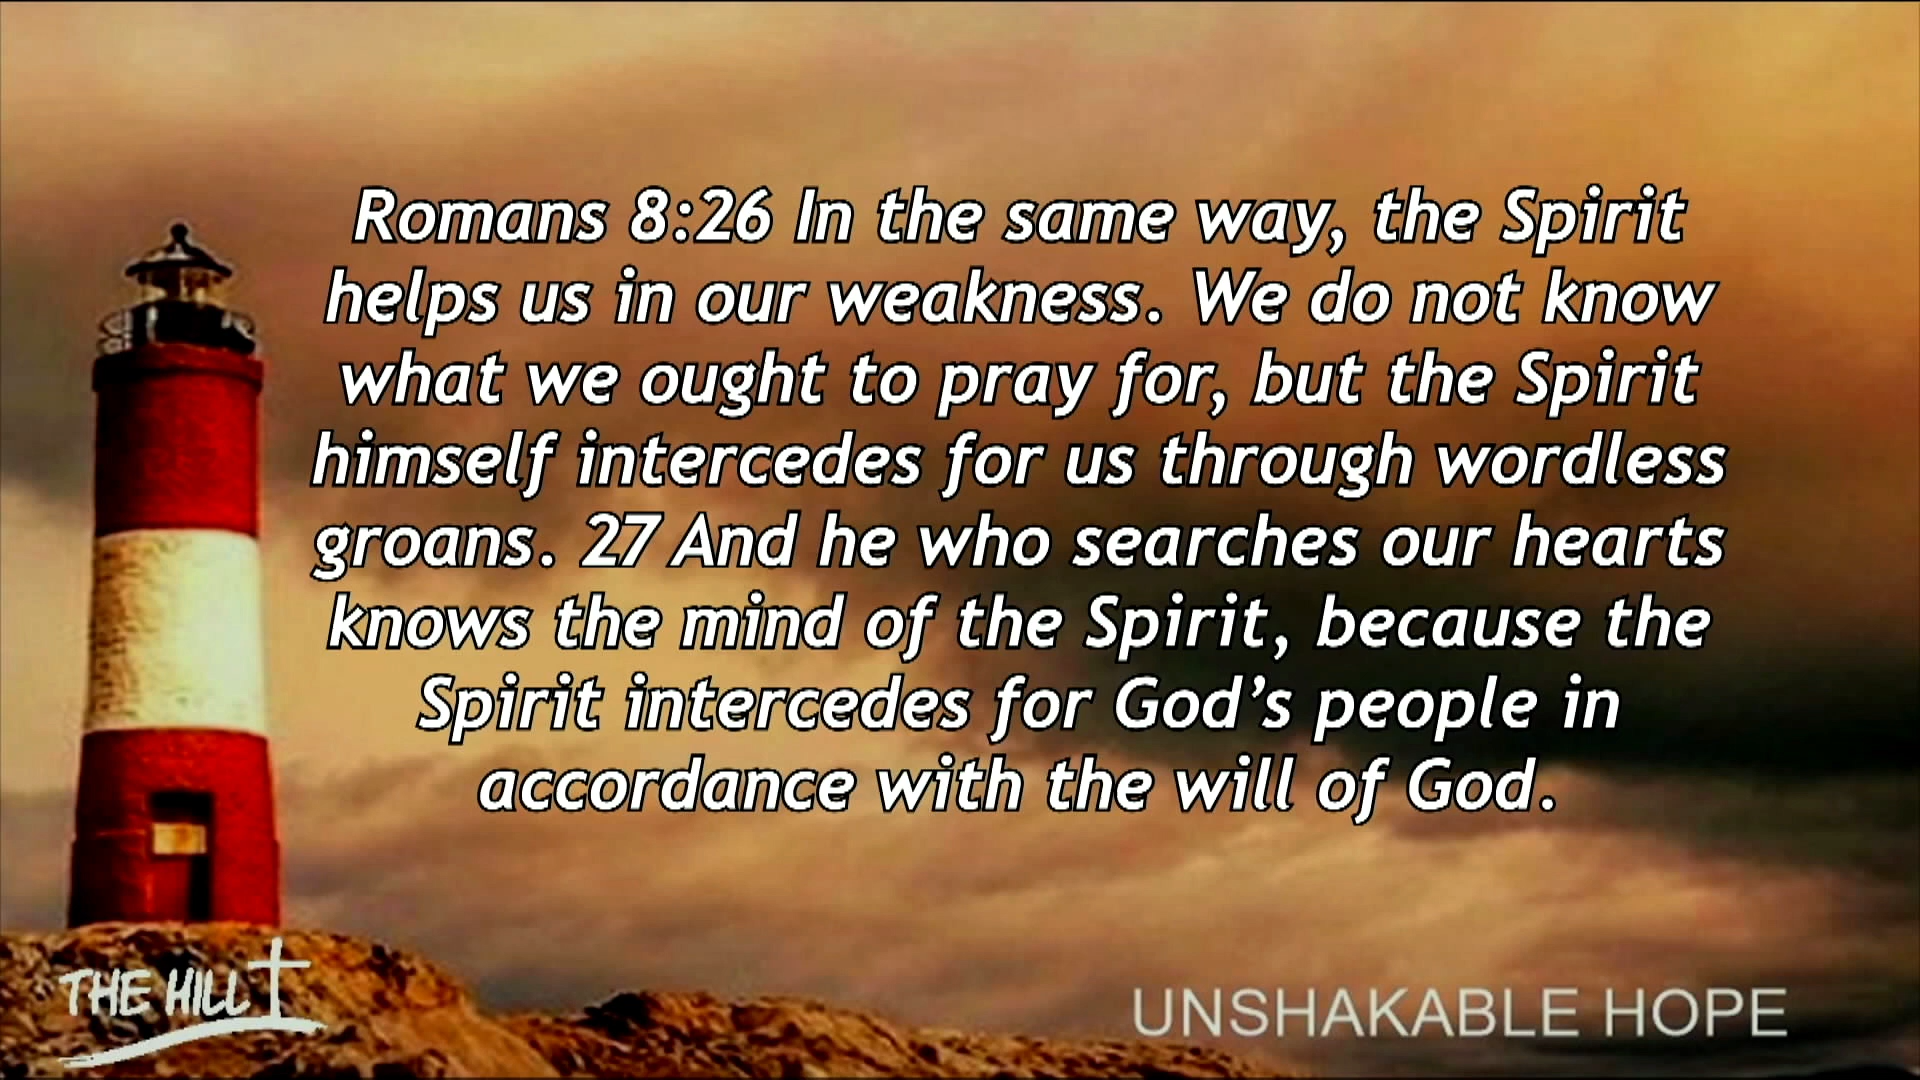 Romans 8:26 In the same way, the Spirit
helps us in our weakness. We do not know
what we ought to pray for, but the Spirit
himself intercedes for us through wordless
groans. 27 And he who searches our hearts
knows the mind of the Spirit, because the
Spirit intercedes for God’s people in
accordance with the will of God.
THE HILL
UNSHAKABLE HOPE